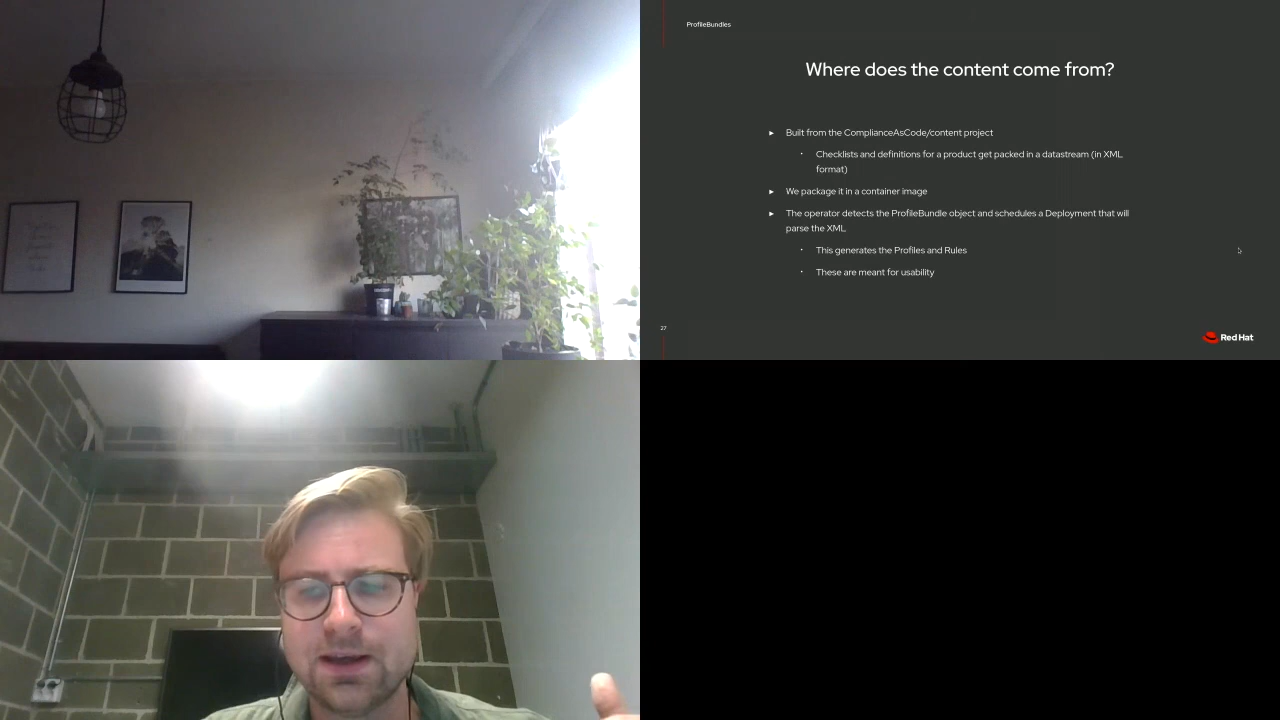 ProfileBundles
Where does the content come from?
► Built from the ComplianceAsCode/content project
・ Checklists and definitions for a product get packed in a datastream (in XML
format)
► We package it in a container image
► The operator detects the ProfileBundle object and schedules a Deployment that will
parse the XML
・ This generates the Profiles and Rules
・ These are meant for usability
27
Red Hat